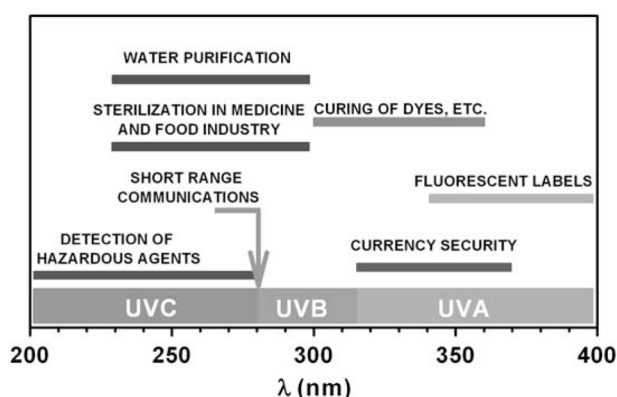 WATER PURIFICATION
STERILIZATION IN MEDICINE
AND FOOD INDUSTRY
CURING OF DYES, ETC.
SHORT RANGE
COMMUNICATIONS
FLUORESCENT LABELS
DETECTION OF
HAZARDOUS AGENTS
CURRENCY SECURITY
UVC UVB UVA
200 250 300 350 400
λ (nm)